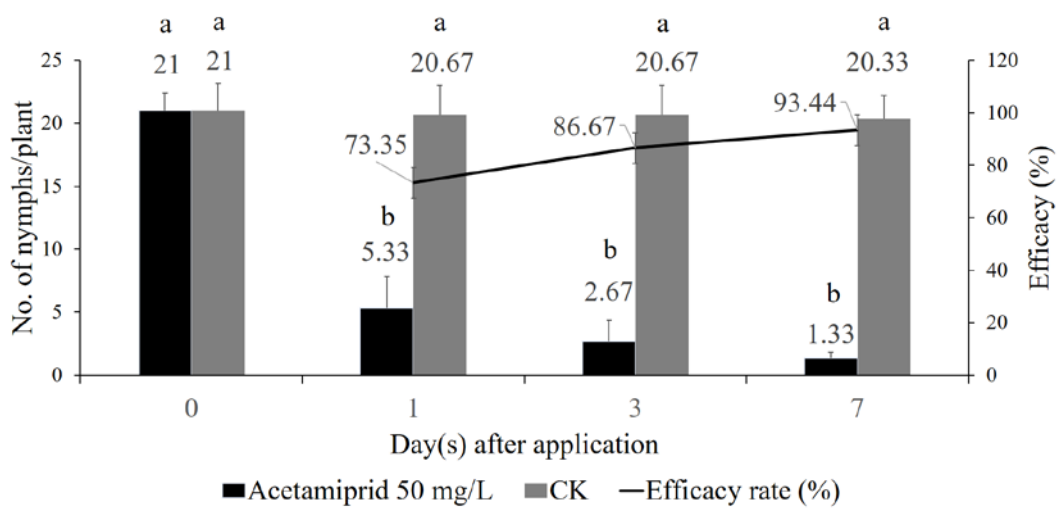 a a a a a
21 21 20.67 20.67 20.33
25 120
20 100
93.44
86.67
73.35
15 80
b
60
b
10 5.33
40
2.67 b
5 1.33
20
0 0
No. of nymphs/plant
Efficacy (%)
0 1 3 7
Day(s) after application
Acetamiprid 50 mg/L CK Efficacy rate (%)